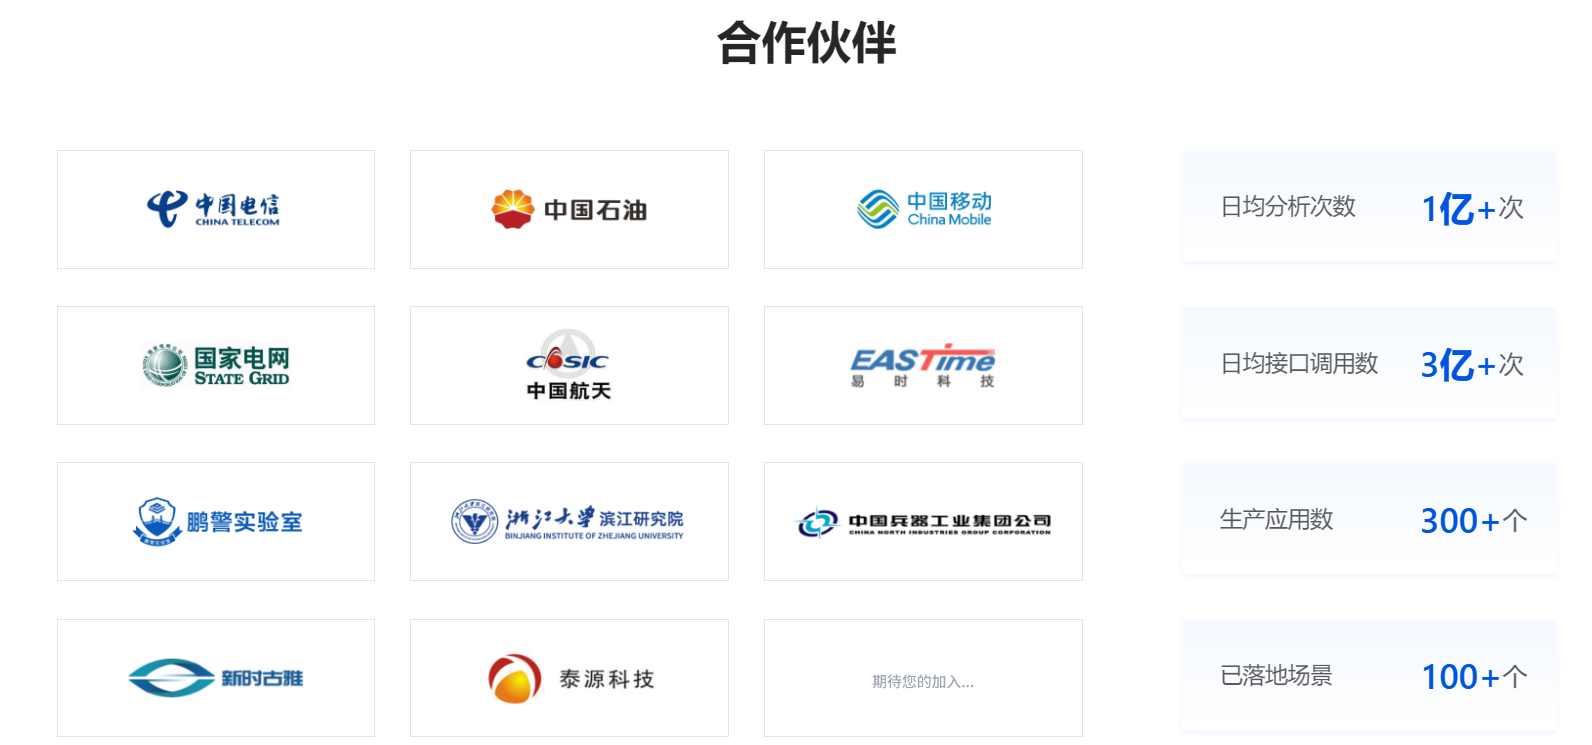 合作伙伴
中国电信
CHINA TELECOM
中国石油
中国移动
China Mobile
日均分析次数 1亿+次
国家电网
STATE GRID
CASIC
中国航天
EASTime
易时科技
日均接口调用数 3亿+次
鹏警实验室
浙江大学滨江研究院
BINJIANG INSTITUTE OF ZHEJIANG UNIVERSITY
中国兵器工业集团公司
CHINA NORTH INDUSTRIES GROUP CORPORATION
生产应用数 300+个
新时古雅
泰源科技
期待您的加入...
已落地场景 100+个